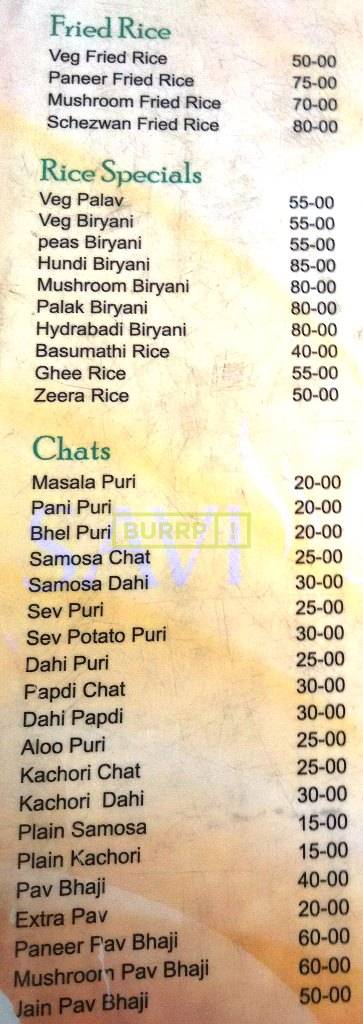 Fried Rice
Veg Fried Rice 50-00
Paneer Fried Rice 75-00
Mushroom Fried Rice 70-00
Schezwan Fried Rice 80-00
Rice Specials
Veg Palav 55-00
Veg Biryani 55-00
peas Biryani 55-00
Hundi Biryani 85-00
Mushroom Biryani 80-00
Palak Biryani 80-00
Hydrabadi Biryani 80-00
Basumathi Rice 40-00
Ghee Rice 55-00
Zeera Rice 50-00
Chats
Masala Puri 20-00
Pani Puri 20-00
Bhel Puri 20-00
BURRP!
SAVI
Samosa Chat 25-00
Samosa Dahi 30-00
Sev Puri 25-00
Sev Potato Puri 30-00
Dahi Puri 25-00
Papdi Chat 30-00
Dahi Papdi 30-00
Aloo Puri 25-00
Kachori Chat 25-00
Kachori Dahi 30-00
Plain Samosa 15-00
Plain Kachori 15-00
Pav Bhaji 40-00
Extra Pav 20-00
Paneer Pav Bhaji 60-00
Mushroom Pav Bhaji 60-00
Jain Pav Bhaji 50-00